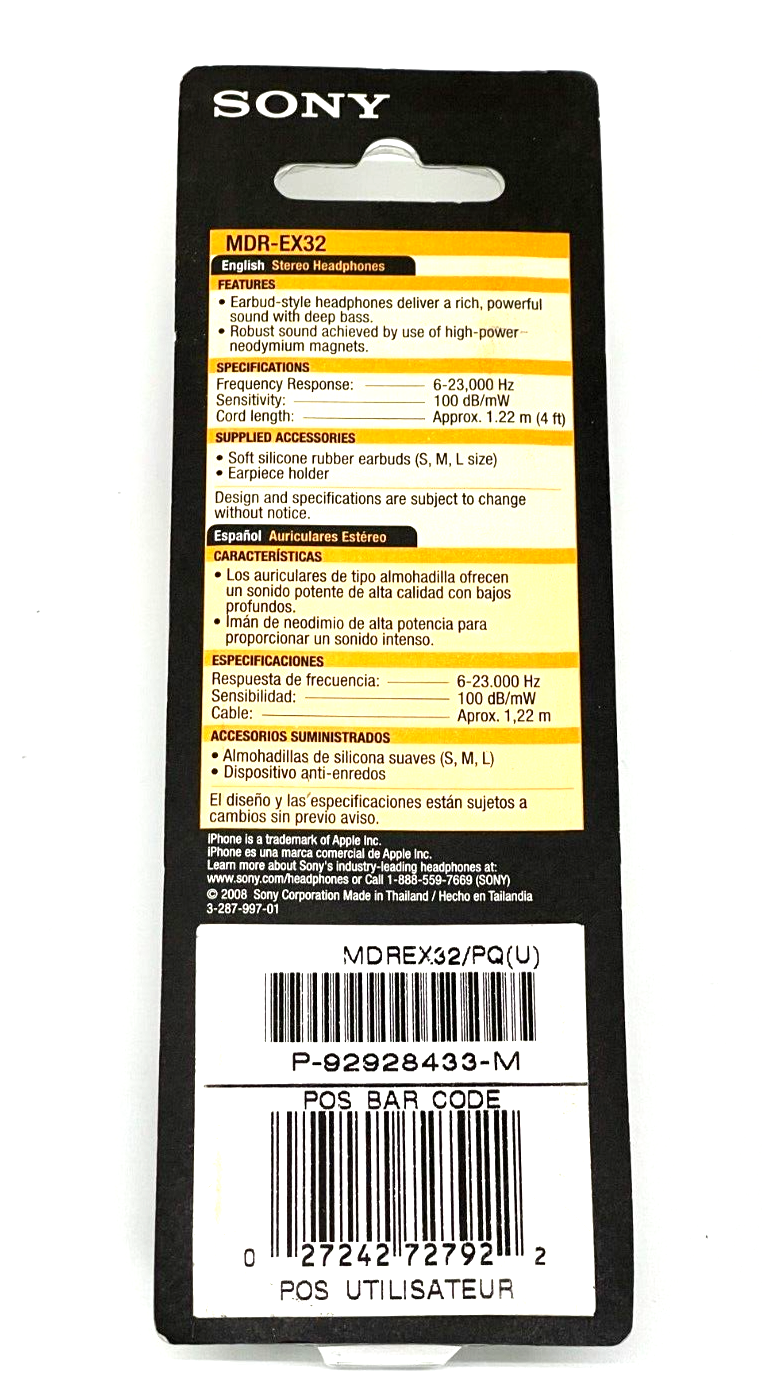 SONY
MDR-EX32
English Stereo Headphones
FEATURES
• Earbud-style headphones deliver a rich, powerful
sound with deep bass.
• Robust sound achieved by use of high-power
neodymium magnets.
SPECIFICATIONS
Frequency Response: 6-23,000 Hz
Sensitivity: 100 dB/mW
Cord length: Approx. 1.22 m (4 ft)
SUPPLIED ACCESSORIES
• Soft silicone rubber earbuds (S, M, L size)
• Earpiece holder
Design and specifications are subject to change
without notice.
Español Auriculares Estéreo
CARACTERÍSTICAS
• Los auriculares de tipo almohadilla ofrecen
un sonido potente de alta calidad con bajos
profundos.
• Imán de neodimio de alta potencia para
proporcionar un sonido intenso.
ESPECIFICACIONES
Respuesta de frecuencia: 6-23.000 Hz
Sensibilidad: 100 dB/mW
Cable: Aprox. 1,22 m
ACCESORIOS SUMINISTRADOS
• Almohadillas de silicona suaves (S, M, L)
• Dispositivo anti-enredos
El diseño y las especificaciones están sujetos a
cambios sin previo aviso.
iPhone is a trademark of Apple Inc.
iPhone es una marca comercial de Apple Inc.
Learn more about Sony's industry-leading headphones at:
www.sony.com/headphones or Call 1-888-559-7669 (SONY)
© 2008 Sony Corporation Made in Thailand / Hecho en Tailandia
3-287-997-01
MDREX32/PQ(U)
P-92928433-M
POS BAR CODE
0 27242 72792 2
POS UTILISATEUR